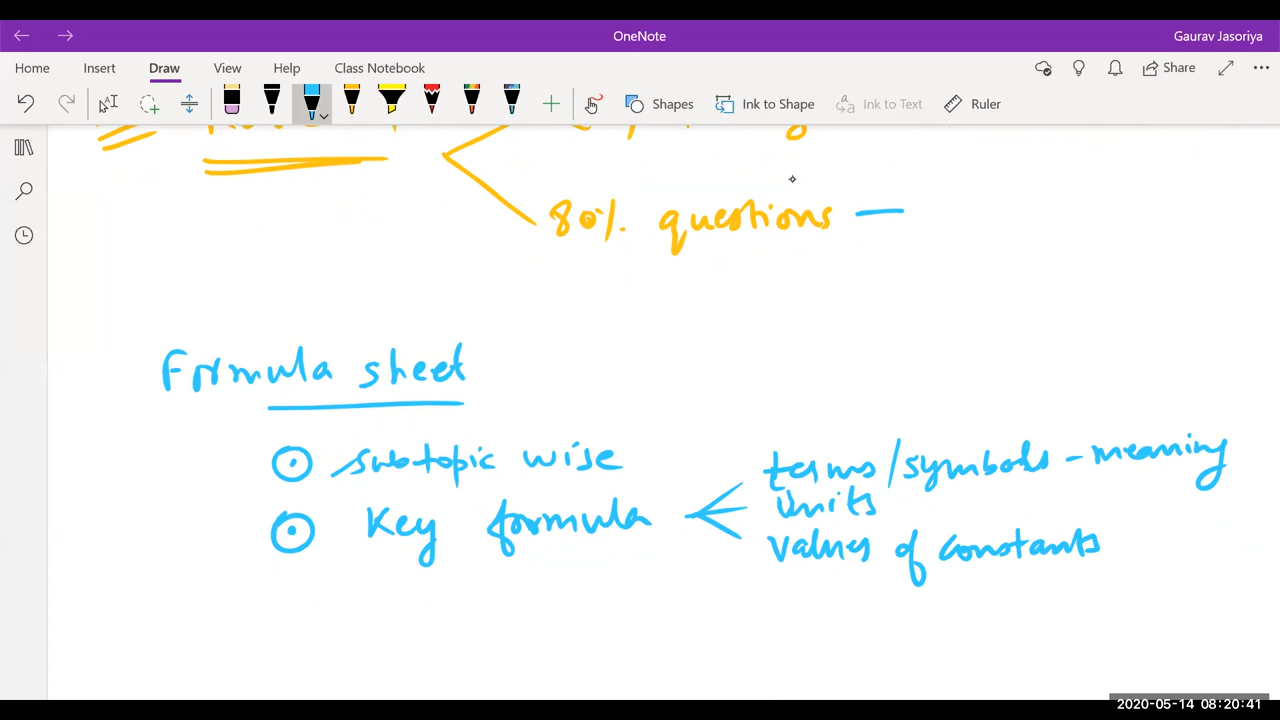 OneNote
Gaurav Jasoriya
Home Insert Draw View Help Class Notebook Share
Shapes Ink to Shape Ink to Text Ruler
80% questions —
Formula sheet
subtopic wise
Key formula
terms/symbols - meaning
units
values of constants
2020-05-14 08:20:41